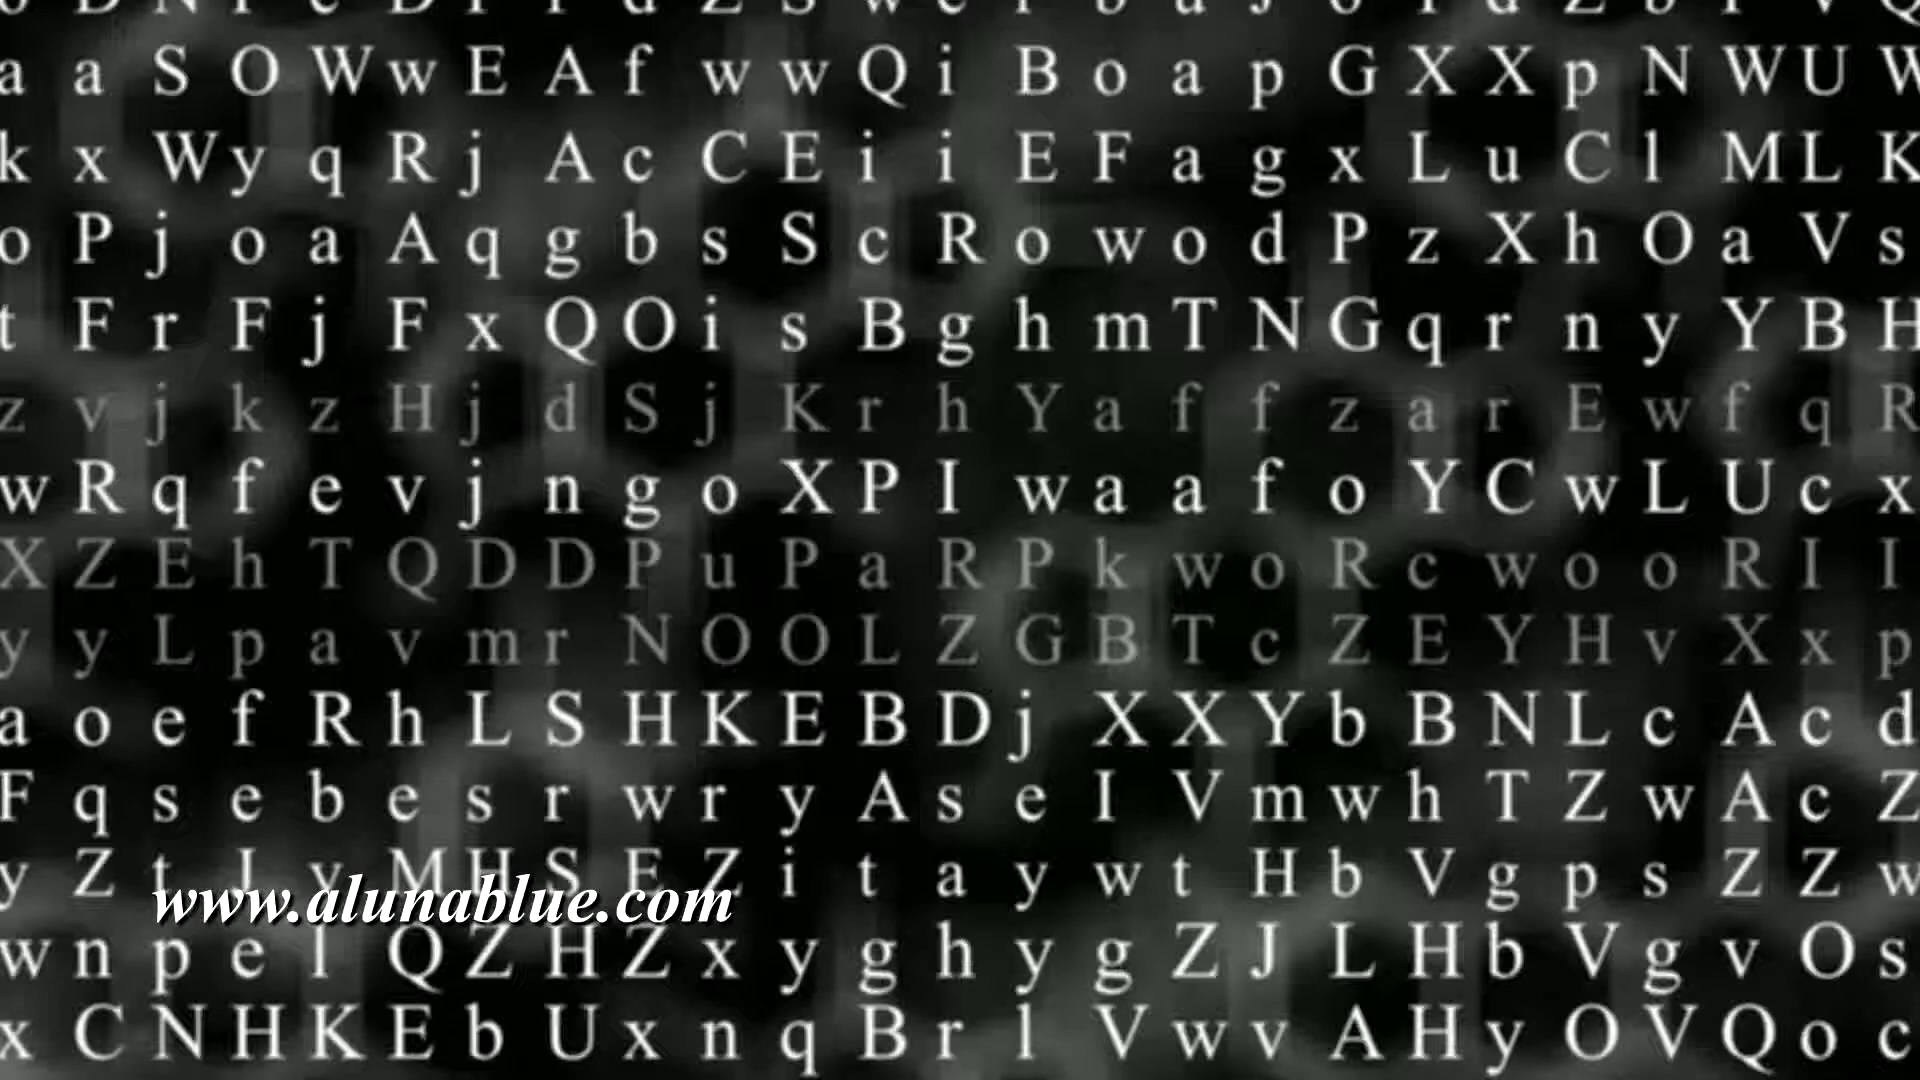 a a S O W w E A f w w Q i B o a p G X X p N W U W
k x W y q R j A c C E i i E F a g x L u C l M L K
o P j o a A q g b s S c R o w o d P z X h O a V s
t F r F j F x Q O i s B g h m T N G q r n y Y B H
z v j k z H j d S j K r h Y a f f z a r E w f q R
w R q f e v j n g o X P I w a a f o Y C w L U c x
X Z E h T Q D D P u P a R P k w o R c w o o R I I
y y L p a v m r N O O L Z G B T c Z E Y H v X x p
a o e f R h L S H K E B D j X X Y b B N L c A c d
F q s e b e s r w r y A s e I V m w h T Z w A c Z
y Z t J v M H S E Z i t a y w t H b V g p s Z Z w
www.alunablue.com
w n p e l Q Z H Z x y g h y g Z J L H b V g v O s
x C N H K E b U x n q B r l V w v A H y O V Q o c